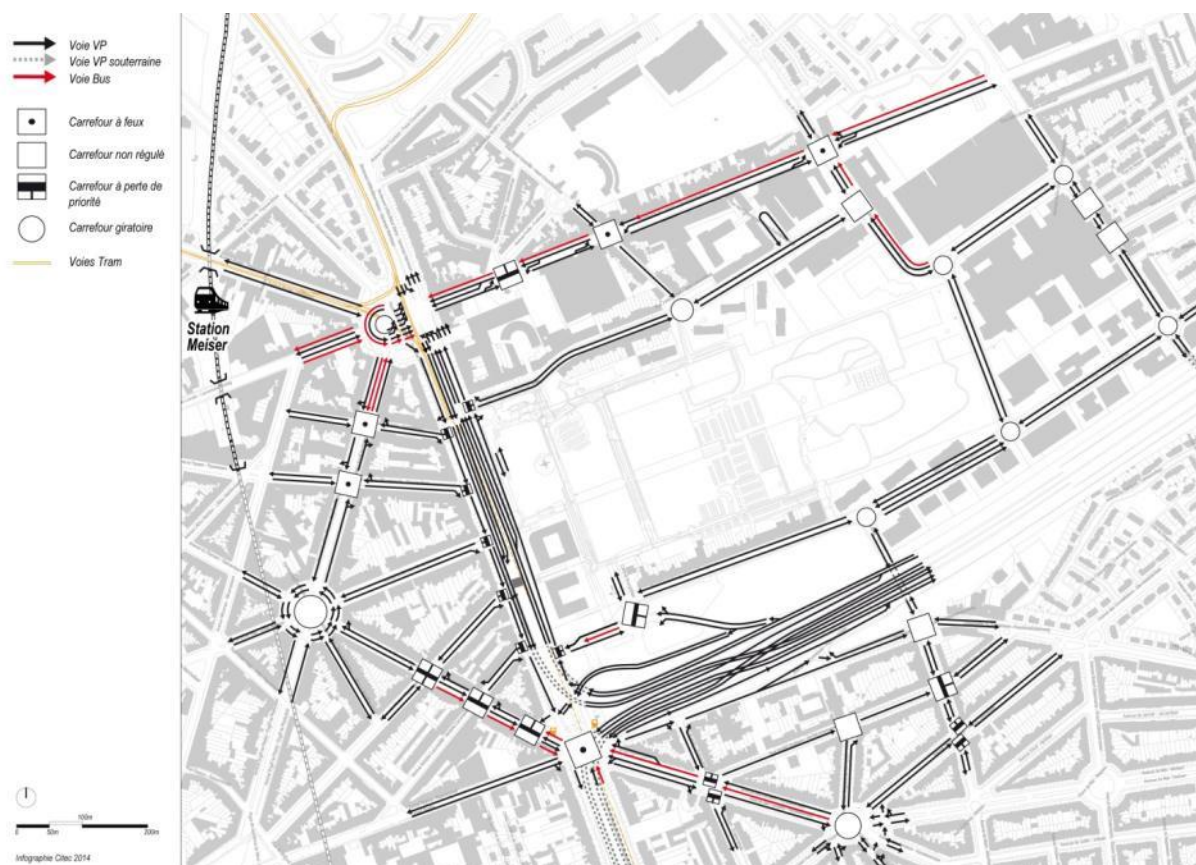 Voie VP
Voie VP souterraine
Voie Bus
Carrefour à feux
Carrefour non régulé
Carrefour à perte de
priorité
Carrefour giratoire
Voies Tram
Station
Meiser
100m
0
50m
200m
Infographie Citec 2014